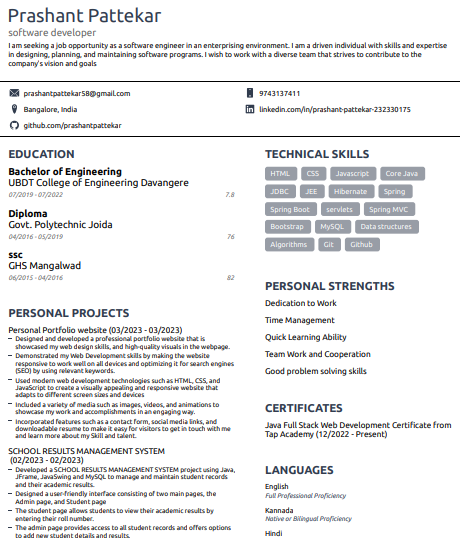 Prashant Pattekar
software developer
I am seeking a job opportunity as a software engineer in an enterprising environment. I am a driven individual with skills and expertise
in designing, planning, and maintaining software programs. I wish to work with a diverse team that strives to contribute to the
company's vision and goals
prashantpattekar58@gmail.com
9743137411
Bangalore, India
linkedin.com/in/prashant-pattekar-232330175
github.com/prashantpattekar
EDUCATION
Bachelor of Engineering
UBDT College of Engineering Davangere
07/2019 - 07/2022
7.8
Diploma
Govt. Polytechnic Joida
04/2016 - 05/2019
76
ssc
GHS Mangalwad
06/2015 - 04/2016
82
PERSONAL PROJECTS
Personal Portfolio website (03/2023 - 03/2023)
– Designed and developed a professional portfolio website that is
showcased my web design skills, and high-quality visuals in the webpage.
– Demonstrated my Web Development skills by making the website
responsive to work well on all devices and optimizing it for search engines
(SEO) by using relevant keywords.
– Used modern web development technologies such as HTML, CSS, and
JavaScript to create a visually appealing and responsive website that
adapts to different screen sizes and devices
– Included a variety of media such as images, videos, and animations to
showcase my work and accomplishments in an engaging way.
– Incorporated features such as a contact form, social media links, and
downloadable resume to make it easy for visitors to get in touch with me
and learn more about my Skill and talent.
SCHOOL RESULTS MANAGEMENT SYSTEM
(02/2023 - 02/2023)
– Developed a SCHOOL RESULTS MANAGEMENT SYSTEM project using Java,
JFrame, JavaSwing and MySQL to manage and maintain student records
and their academic results.
– Designed a user-friendly interface consisting of two main pages, the
Admin page, and Student page
– The student page allows students to view their academic results by
entering their roll number.
– The admin page provides access to all student records and offers options
to add new student details and results.
TECHNICAL SKILLS
HTML CSS Javascript Core Java
JDBC JEE Hibernate Spring
Spring Boot servlets Spring MVC
Bootstrap MySQL Data structures
Algorithms Git Github
PERSONAL STRENGTHS
Dedication to Work
Time Management
Quick Learning Ability
Team Work and Cooperation
Good problem solving skills
CERTIFICATES
Java Full Stack Web Development Certificate from
Tap Academy (12/2022 - Present)
LANGUAGES
English
Full Professional Proficiency
Kannada
Native or Bilingual Proficiency
Hindi